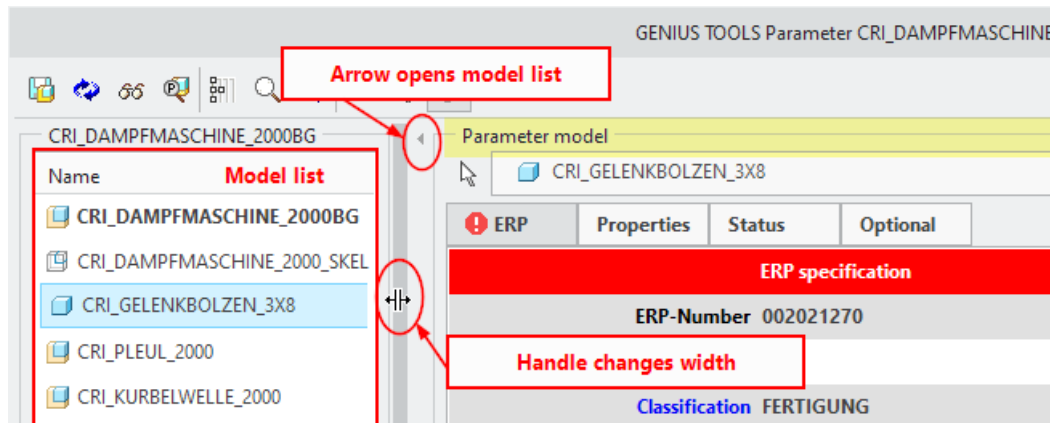 GENIUS TOOLS Parameter CRI_DAMPFMASCHINE
Arrow opens model list
CRI_DAMPFMASCHINE_2000BG
Parameter model
Name
Model list
CRI_GELENKBOLZEN_3X8
CRI_DAMPFMASCHINE_2000BG
ERP
Properties
Status
Optional
CRI_DAMPFMASCHINE_2000_SKEL
ERP specification
CRI_GELENKBOLZEN_3X8
ERP-Number 002021270
CRI_PLEUL_2000
Handle changes width
CRI_KURBELWELLE_2000
Classification FERTIGUNG